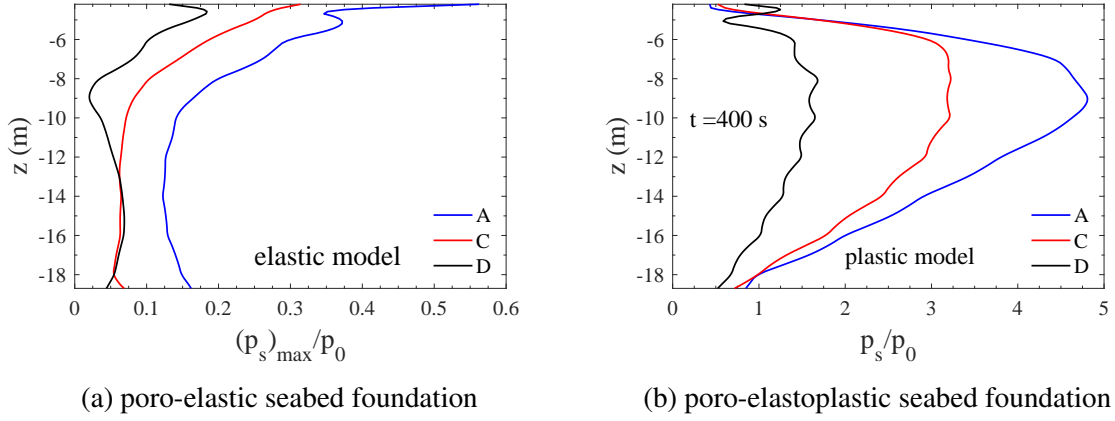 z (m)
-6
-8
-10
-12
-14
-16
-18
A
C
D
elastic model
0
0.1
0.2
0.3
0.4
0.5
0.6
(p_s)_max/p_0
(a) poro-elastic seabed foundation
z (m)
-6
-8
-10
-12
-14
-16
-18
t =400 s
A
C
D
plastic model
0
1
2
3
4
5
p_s/p_0
(b) poro-elastoplastic seabed foundation